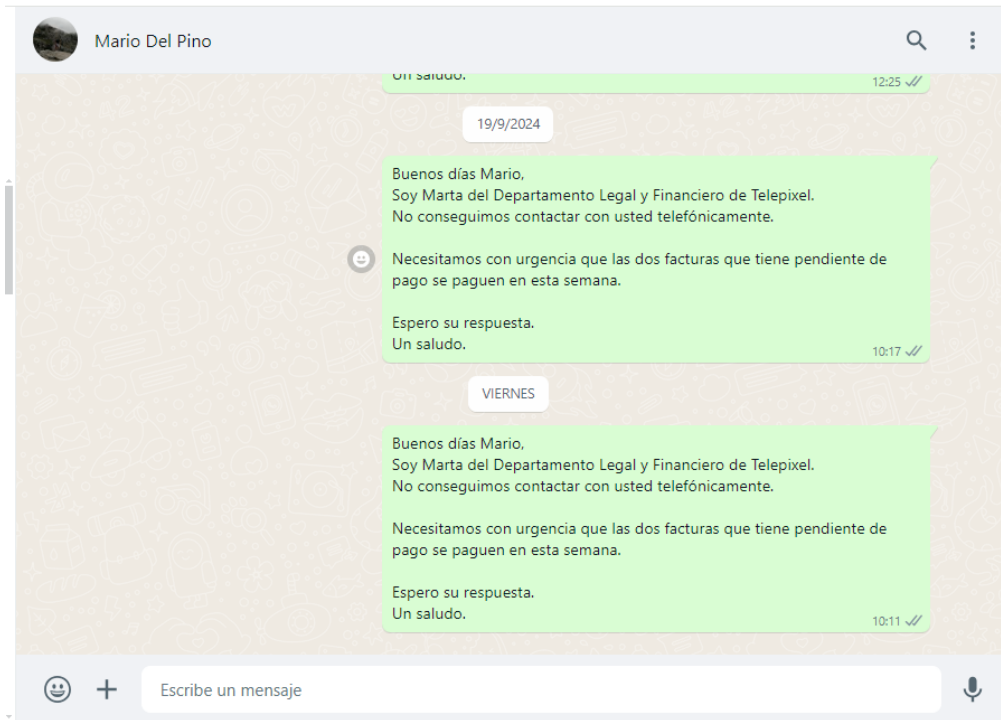 Mario Del Pino
Un saludo.
12:25
19/9/2024
Buenos días Mario,
Soy Marta del Departamento Legal y Financiero de Telepixel.
No conseguimos contactar con usted telefónicamente.
Necesitamos con urgencia que las dos facturas que tiene pendiente de
pago se paguen en esta semana.
Espero su respuesta.
Un saludo.
10:17
VIERNES
Buenos días Mario,
Soy Marta del Departamento Legal y Financiero de Telepixel.
No conseguimos contactar con usted telefónicamente.
Necesitamos con urgencia que las dos facturas que tiene pendiente de
pago se paguen en esta semana.
Espero su respuesta.
Un saludo.
10:11
Escribe un mensaje